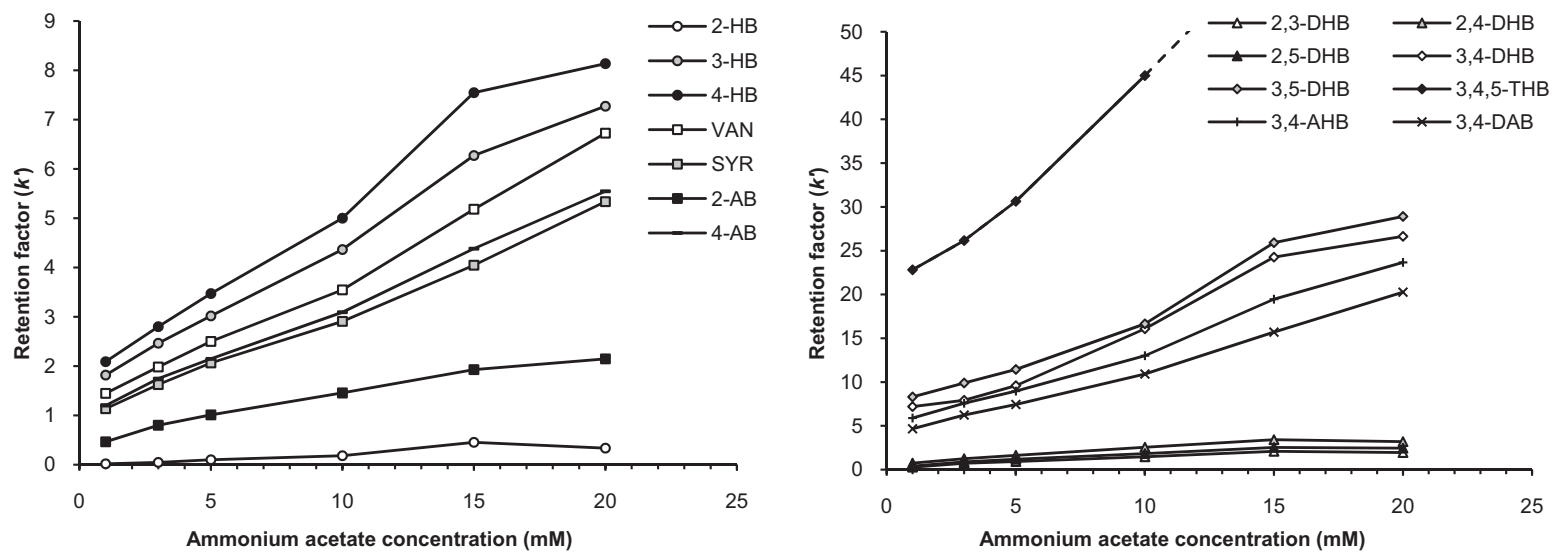 9
8
7
6
5
4
3
2
1
0
Retention factor (k')
0 5 10 15 20 25
Ammonium acetate concentration (mM)
2-HB
3-HB
4-HB
VAN
SYR
2-AB
4-AB
50
45
40
35
30
25
20
15
10
5
0
Retention factor (k')
0 5 10 15 20 25
Ammonium acetate concentration (mM)
2,3-DHB 2,4-DHB
2,5-DHB 3,4-DHB
3,5-DHB 3,4,5-THB
3,4-AHB 3,4-DAB